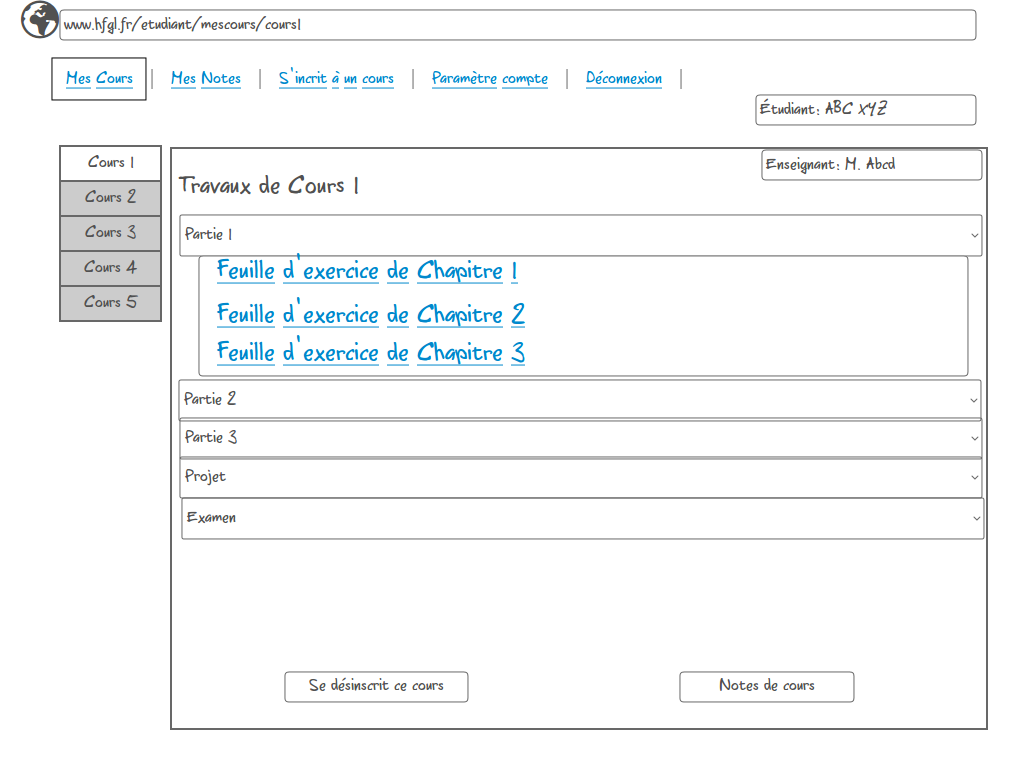 www.hfgl.fr/etudiant/mescours/cours1
Mes Cours | Mes Notes | S'incrit à un cours | Paramètre compte | Déconnexion |
Étudiant: ABC XYZ
Cours 1
Cours 2
Cours 3
Cours 4
Cours 5
Enseignant: M. Abcd
Travaux de Cours 1
Partie 1
Feuille d'exercice de Chapitre 1
Feuille d'exercice de Chapitre 2
Feuille d'exercice de Chapitre 3
Partie 2
Partie 3
Projet
Examen
Se désinscrit ce cours
Notes de cours